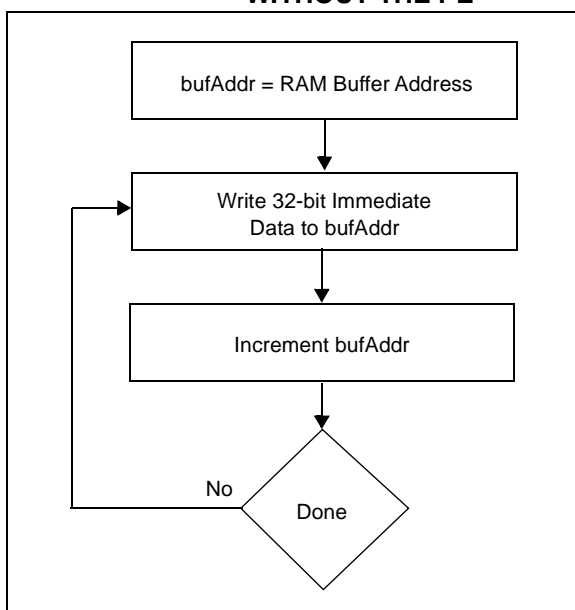 bufAddr = RAM Buffer Address
Write 32-bit Immediate
Data to bufAddr
Increment bufAddr
No
Done